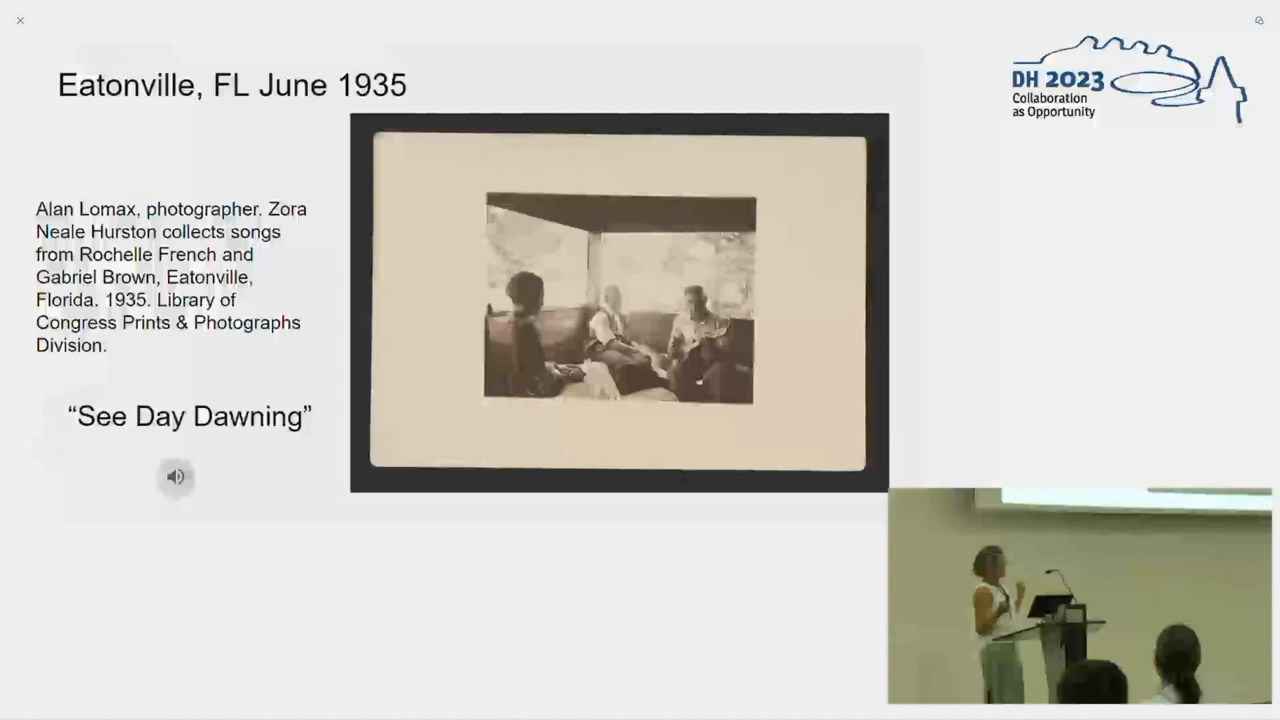 Eatonville, FL June 1935
DH 2023
Collaboration
as Opportunity
Alan Lomax, photographer. Zora
Neale Hurston collects songs
from Rochelle French and
Gabriel Brown, Eatonville,
Florida. 1935. Library of
Congress Prints & Photographs
Division.
“See Day Dawning”